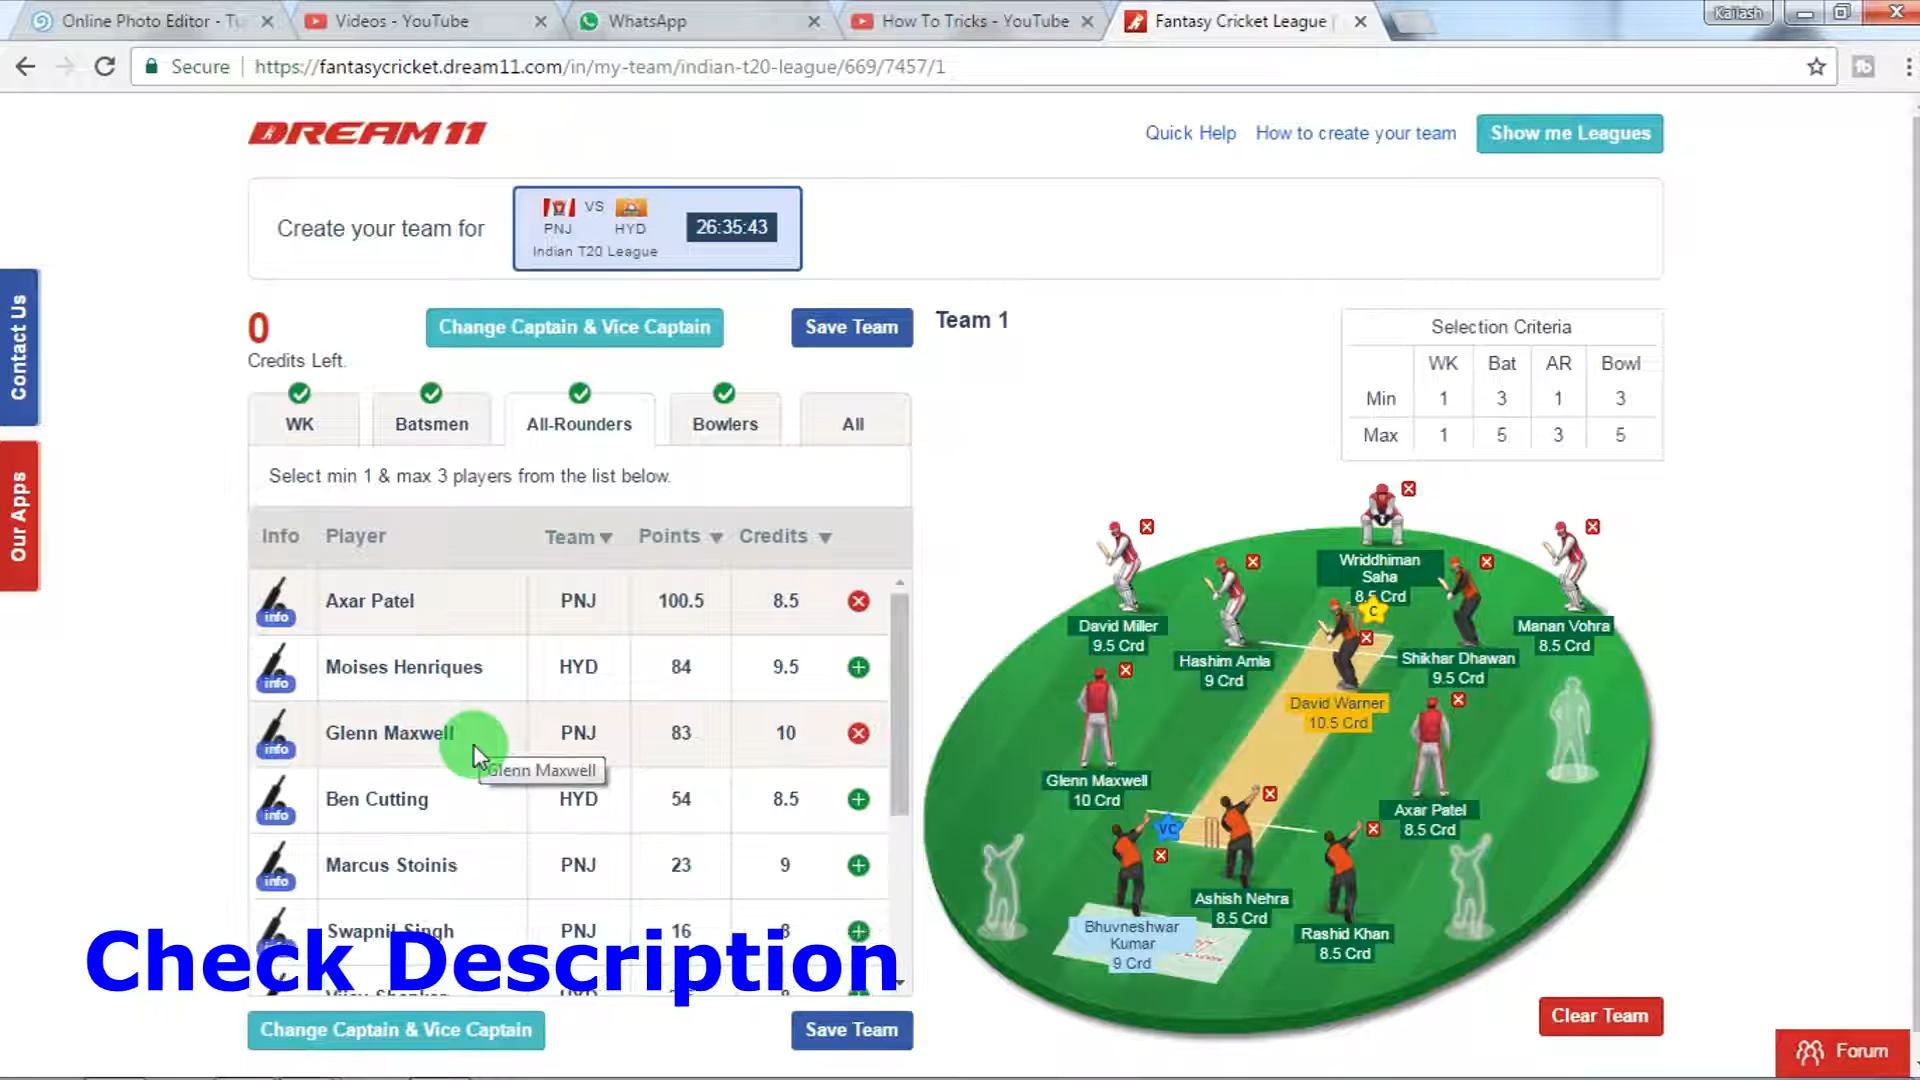 Online Photo Editor - Tu
Videos - YouTube
WhatsApp
How To Tricks - YouTube
Fantasy Cricket League |
Kailash
Secure
https://fantasycricket.dream11.com/in/my-team/indian-t20-league/669/7457/1
DREAM11
Quick Help
How to create your team
Show me Leagues
Create your team for
PNJ
VS
HYD
26:35:43
Indian T20 League
Contact Us
Our Apps
0
Credits Left.
Change Captain & Vice Captain
Save Team
Team 1
Selection Criteria
WK Bat AR Bowl
Min 1 3 1 3
Max 1 5 3 5
WK
Batsmen
All-Rounders
Bowlers
All
Select min 1 & max 3 players from the list below.
Info Player Team Points Credits
info Axar Patel PNJ 100.5 8.5
info Moises Henriques HYD 84 9.5
info Glenn Maxwell PNJ 83 10
Glenn Maxwell
info Ben Cutting HYD 54 8.5
info Marcus Stoinis PNJ 23 9
Swapnil Singh PNJ 16 8
Check Description
Change Captain & Vice Captain
Save Team
Wriddhiman
Saha
8.5 Crd
David Miller
9.5 Crd
Hashim Amla
9 Crd
C
David Warner
10.5 Crd
Shikhar Dhawan
9.5 Crd
Manan Vohra
8.5 Crd
Glenn Maxwell
10 Crd
Axar Patel
8.5 Crd
VC
Bhuvneshwar
Kumar
9 Crd
Ashish Nehra
8.5 Crd
Rashid Khan
8.5 Crd
Clear Team
Forum